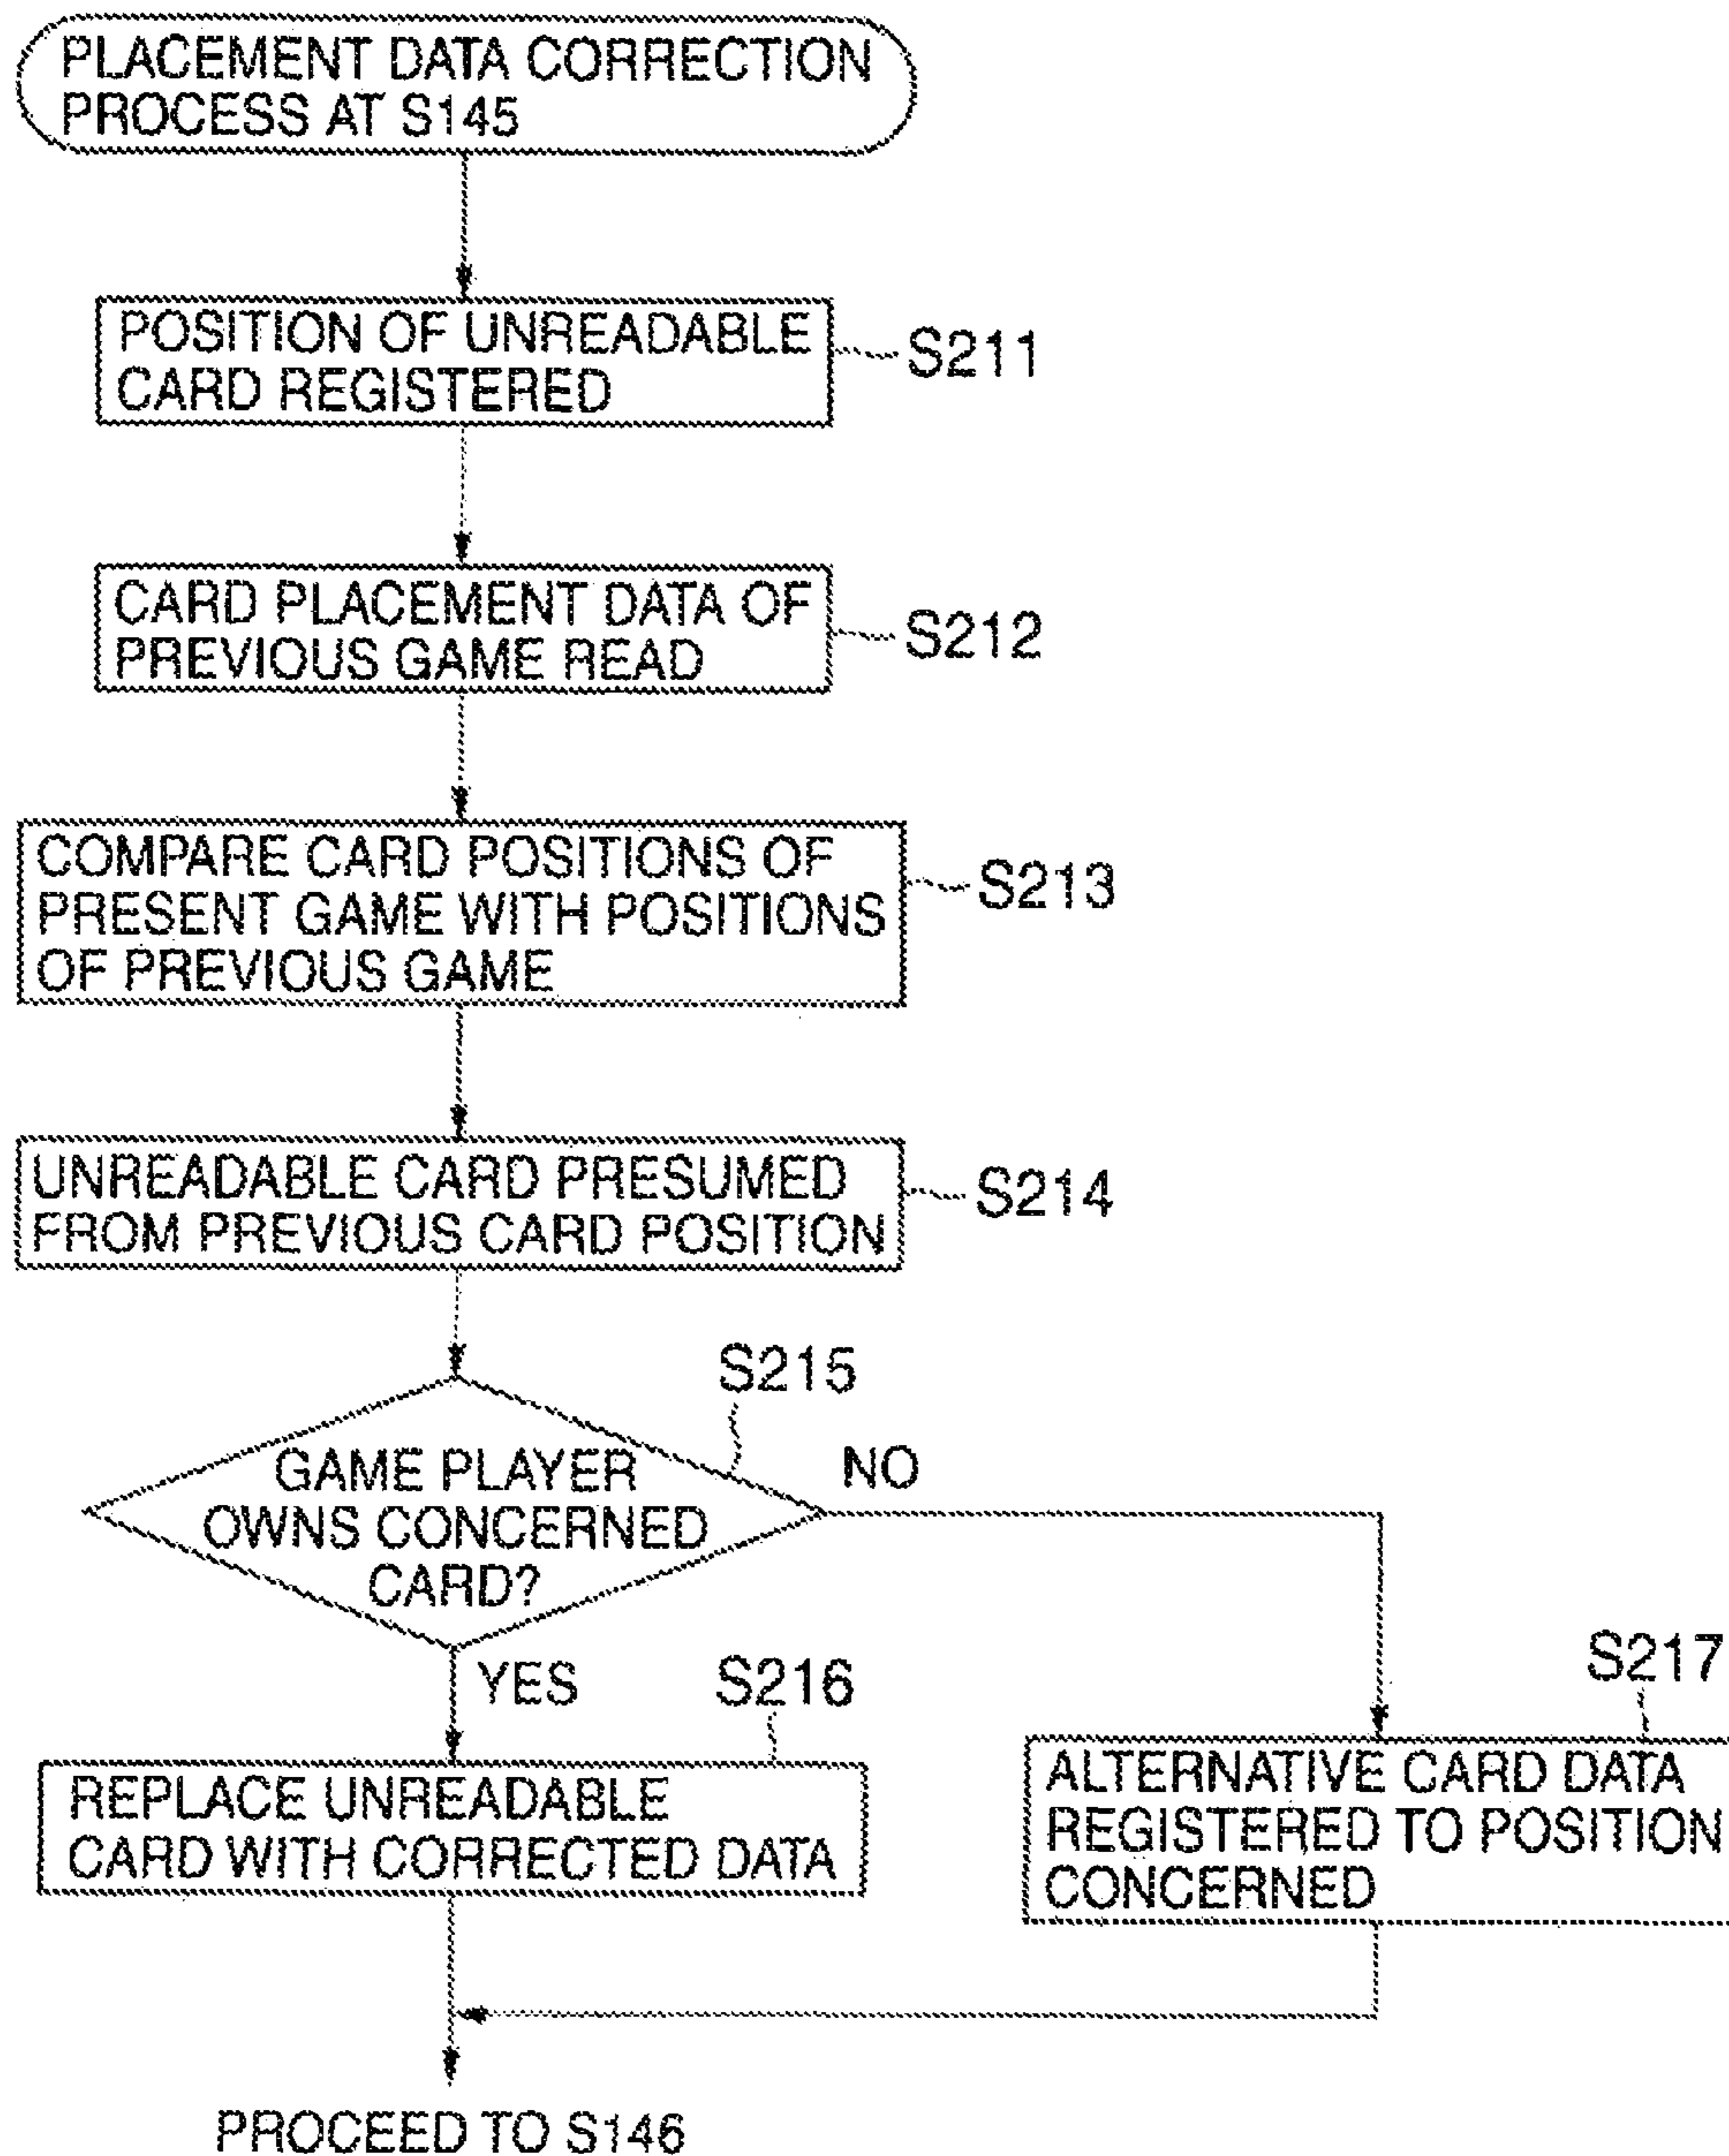 PLACEMENT DATA CORRECTION
PROCESS AT S145
POSITION OF UNREADABLE
CARD REGISTERED
S211
CARD PLACEMENT DATA OF
PREVIOUS GAME READ
S212
COMPARE CARD POSITIONS OF
PRESENT GAME WITH POSITIONS
OF PREVIOUS GAME
S213
UNREADABLE CARD PRESUMED
FROM PREVIOUS CARD POSITION
S214
S215
GAME PLAYER
OWNS CONCERNED
CARD?
NO
YES
S216
REPLACE UNREADABLE
CARD WITH CORRECTED DATA
S217
ALTERNATIVE CARD DATA
REGISTERED TO POSITION
CONCERNED
PROCEED TO S146